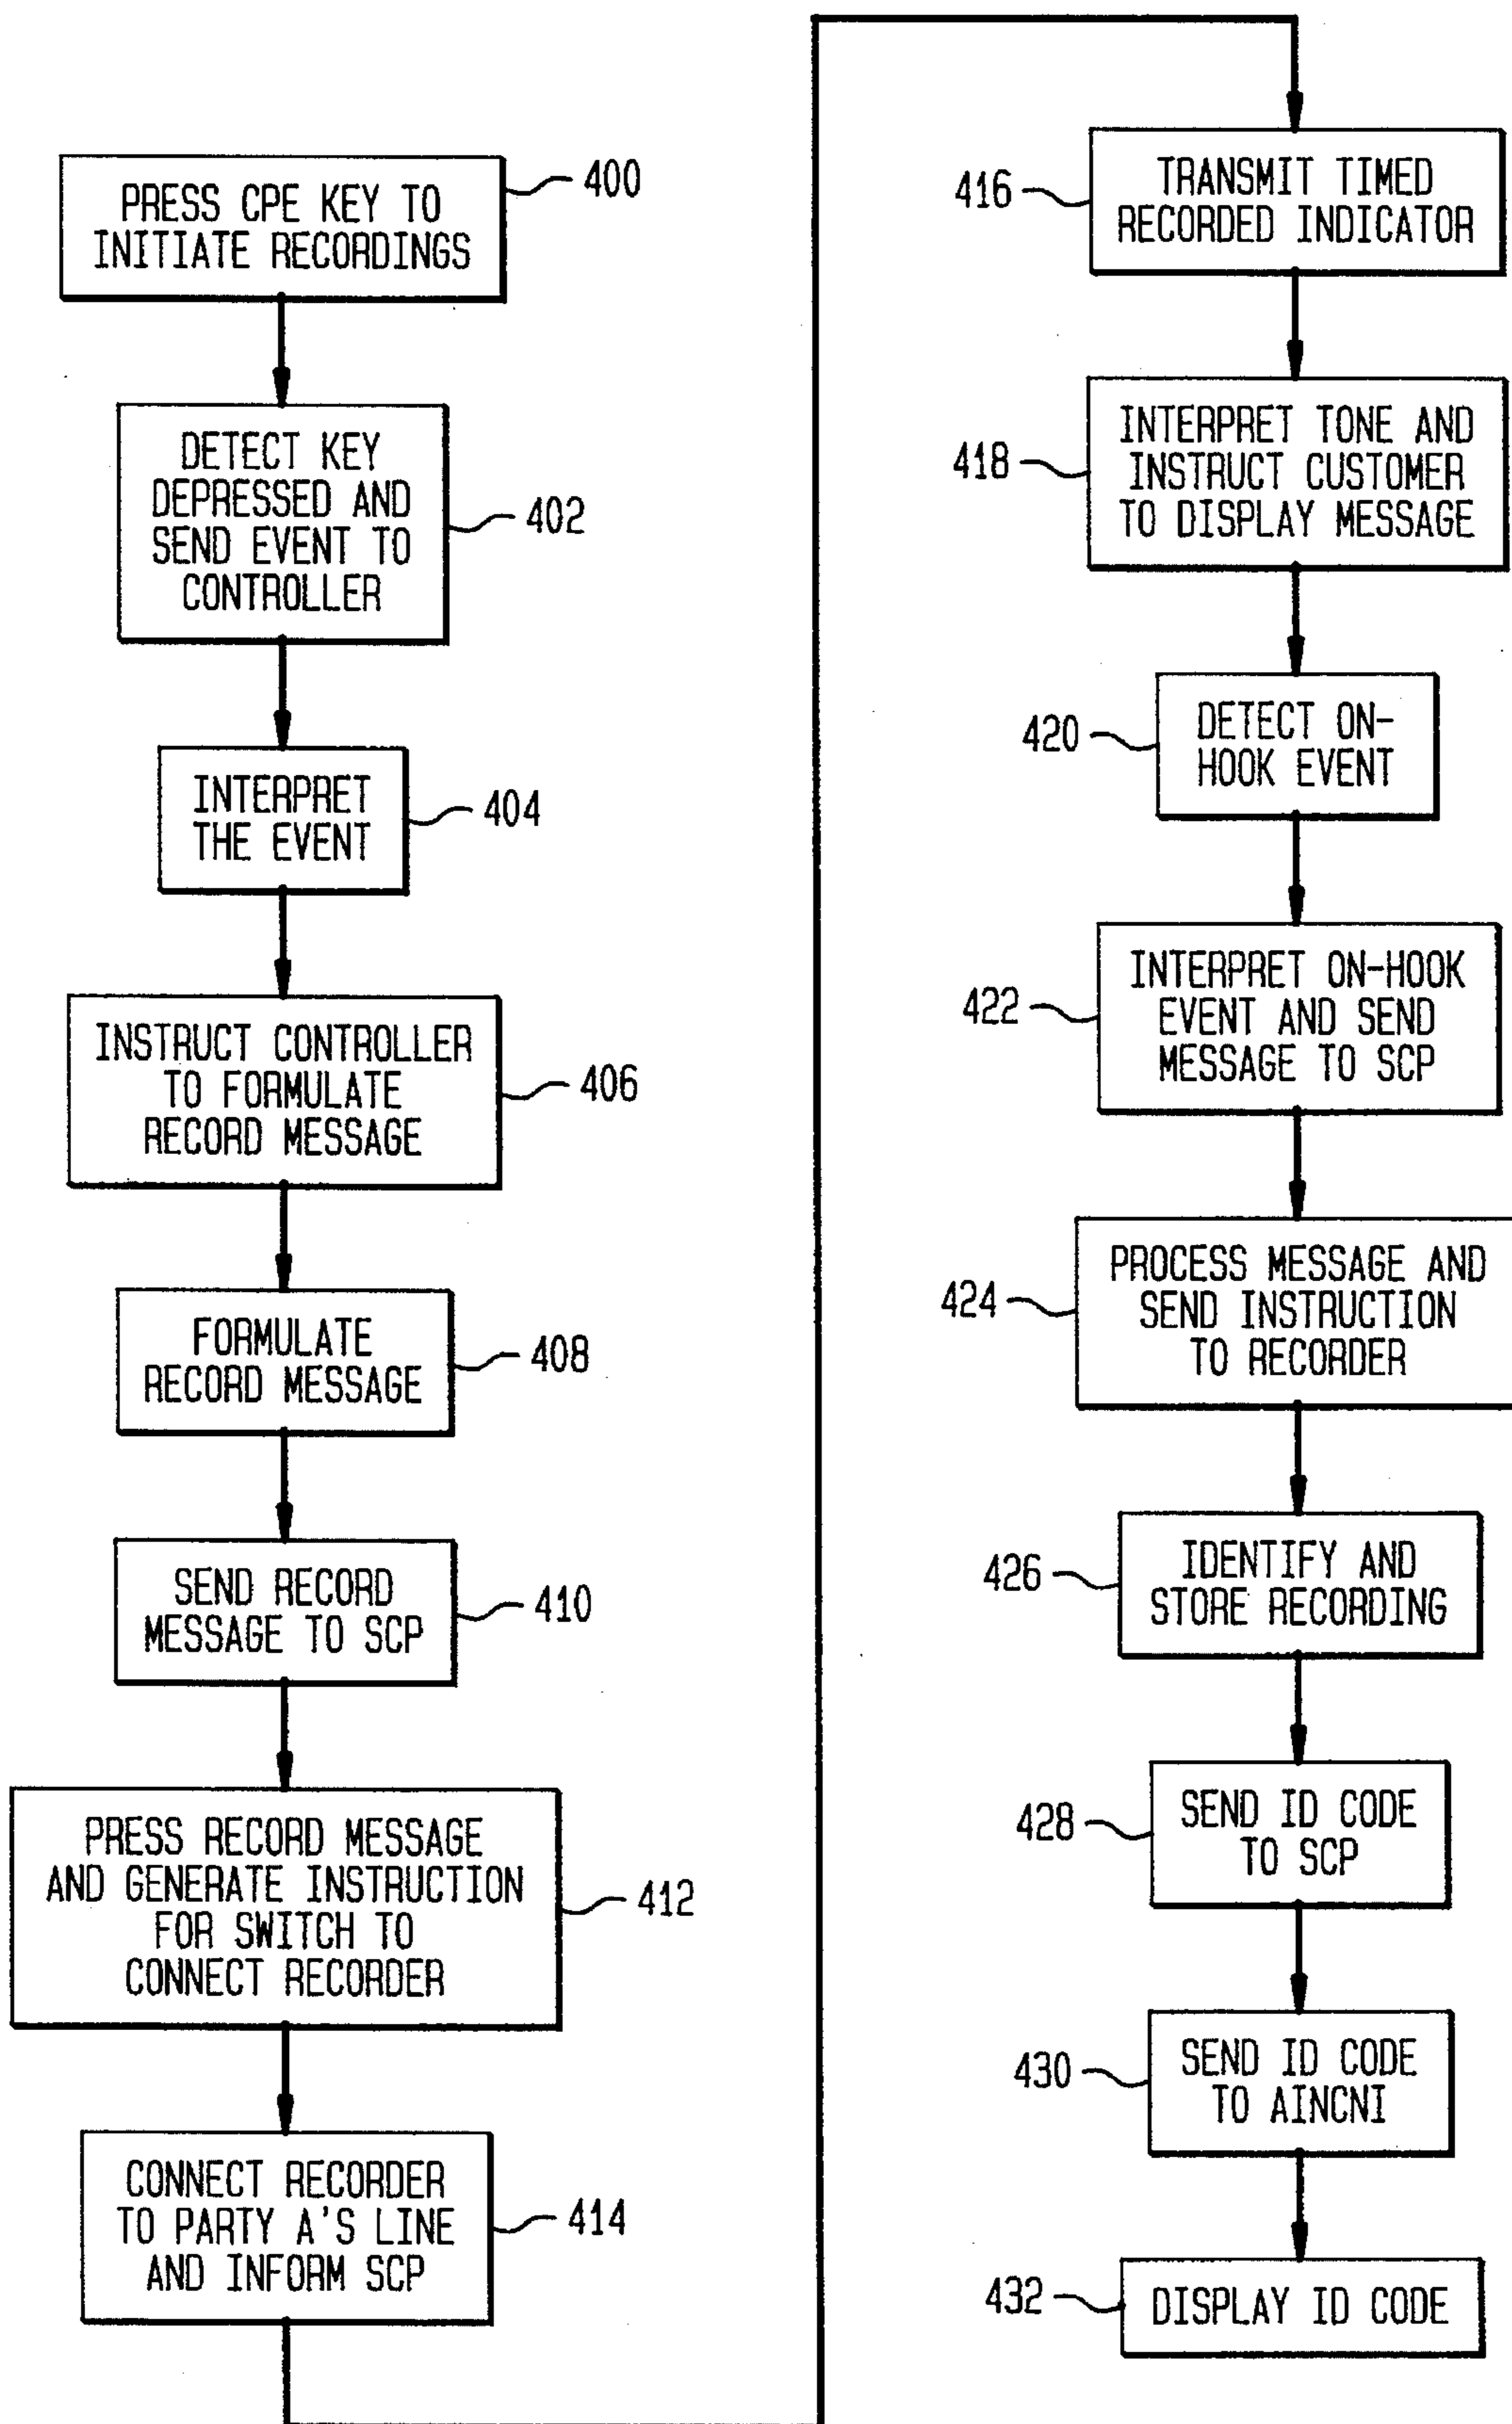 PRESS CPE KEY TO
INITIATE RECORDINGS
400
DETECT KEY
DEPRESSED AND
SEND EVENT TO
CONTROLLER
402
INTERPRET
THE EVENT
404
INSTRUCT CONTROLLER
TO FORMULATE
RECORD MESSAGE
406
FORMULATE
RECORD MESSAGE
408
SEND RECORD
MESSAGE TO SCP
410
PRESS RECORD MESSAGE
AND GENERATE INSTRUCTION
FOR SWITCH TO
CONNECT RECORDER
412
CONNECT RECORDER
TO PARTY A'S LINE
AND INFORM SCP
414
416
TRANSMIT TIMED
RECORDED INDICATOR
418
INTERPRET TONE AND
INSTRUCT CUSTOMER
TO DISPLAY MESSAGE
420
DETECT ON-
HOOK EVENT
422
INTERPRET ON-HOOK
EVENT AND SEND
MESSAGE TO SCP
424
PROCESS MESSAGE AND
SEND INSTRUCTION
TO RECORDER
426
IDENTIFY AND
STORE RECORDING
428
SEND ID CODE
TO SCP
430
SEND ID CODE
TO AINCNI
432
DISPLAY ID CODE